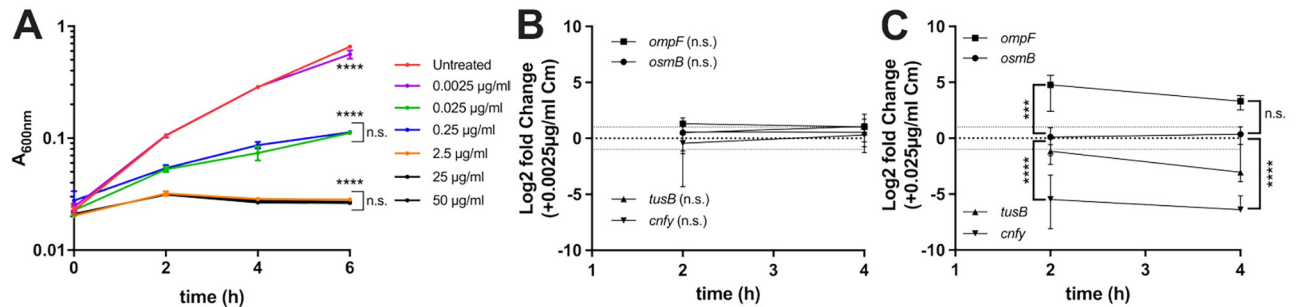 A
A600nm
1
0.1
0.01
0
2
4
6
time (h)
****
****
n.s.
****
n.s.
Untreated
0.0025 µg/ml
0.025 µg/ml
0.25 µg/ml
2.5 µg/ml
25 µg/ml
50 µg/ml
B
Log2 fold Change
(+0.0025µg/ml Cm)
10
5
0
-5
-10
ompF (n.s.)
osmB (n.s.)
tusB (n.s.)
cnfy (n.s.)
1
2
3
4
time (h)
C
Log2 fold Change
(+0.025µg/ml Cm)
10
5
0
-5
-10
ompF
osmB
***
n.s.
****
****
tusB
cnfy
1
2
3
4
time (h)